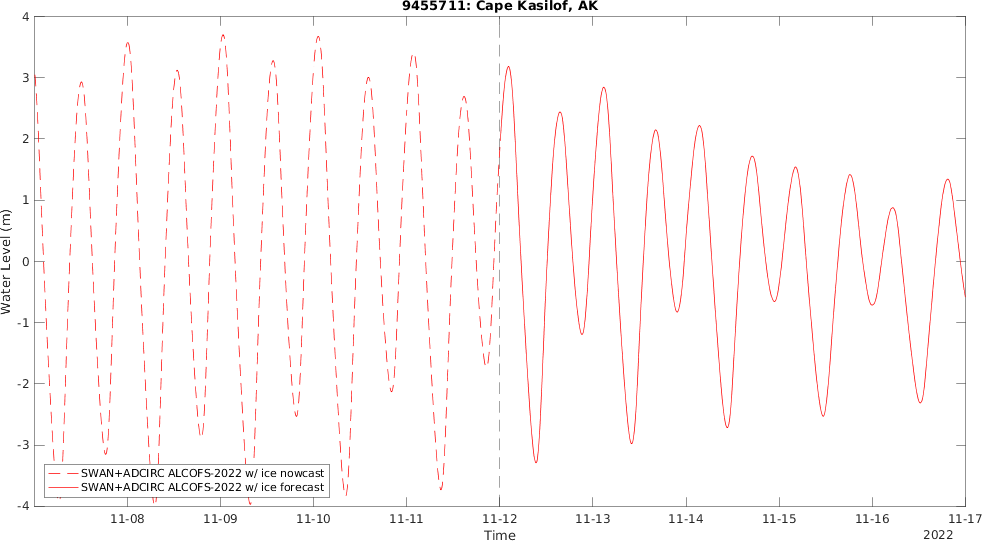 9455711: Cape Kasilof, AK
Water Level (m)
4
3
2
1
0
-1
-2
-3
-4
SWAN+ADCIRC ALCOFS-2022 w/ ice nowcast
SWAN+ADCIRC ALCOFS-2022 w/ ice forecast
11-08 11-09 11-10 11-11 11-12 11-13 11-14 11-15 11-16 11-17
Time
2022